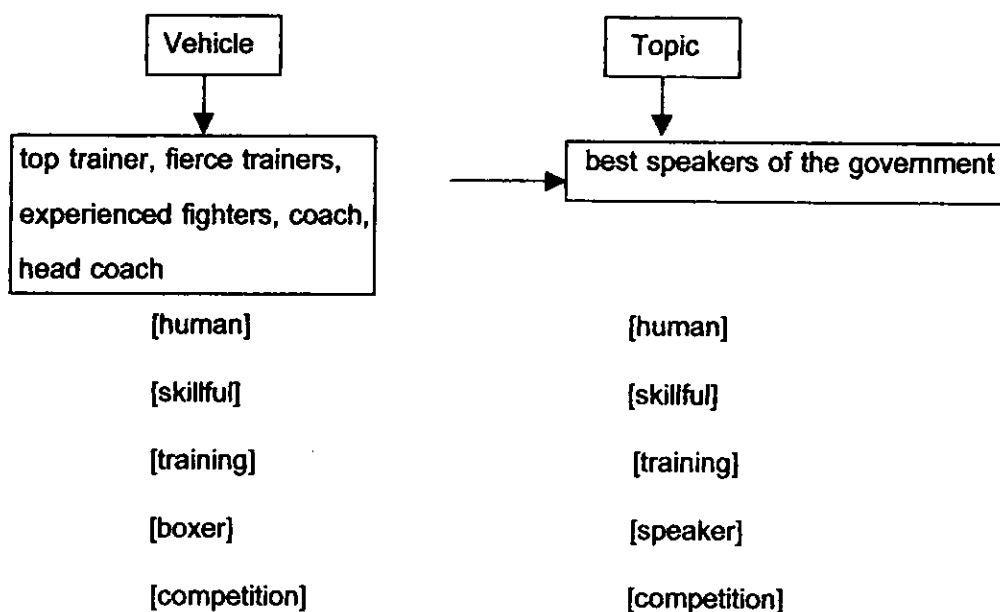 Vehicle
Topic
top trainer, fierce trainers,
experienced fighters, coach,
head coach
best speakers of the government
[human]
[human]
[skillful]
[skillful]
[training]
[training]
[boxer]
[speaker]
[competition]
[competition]